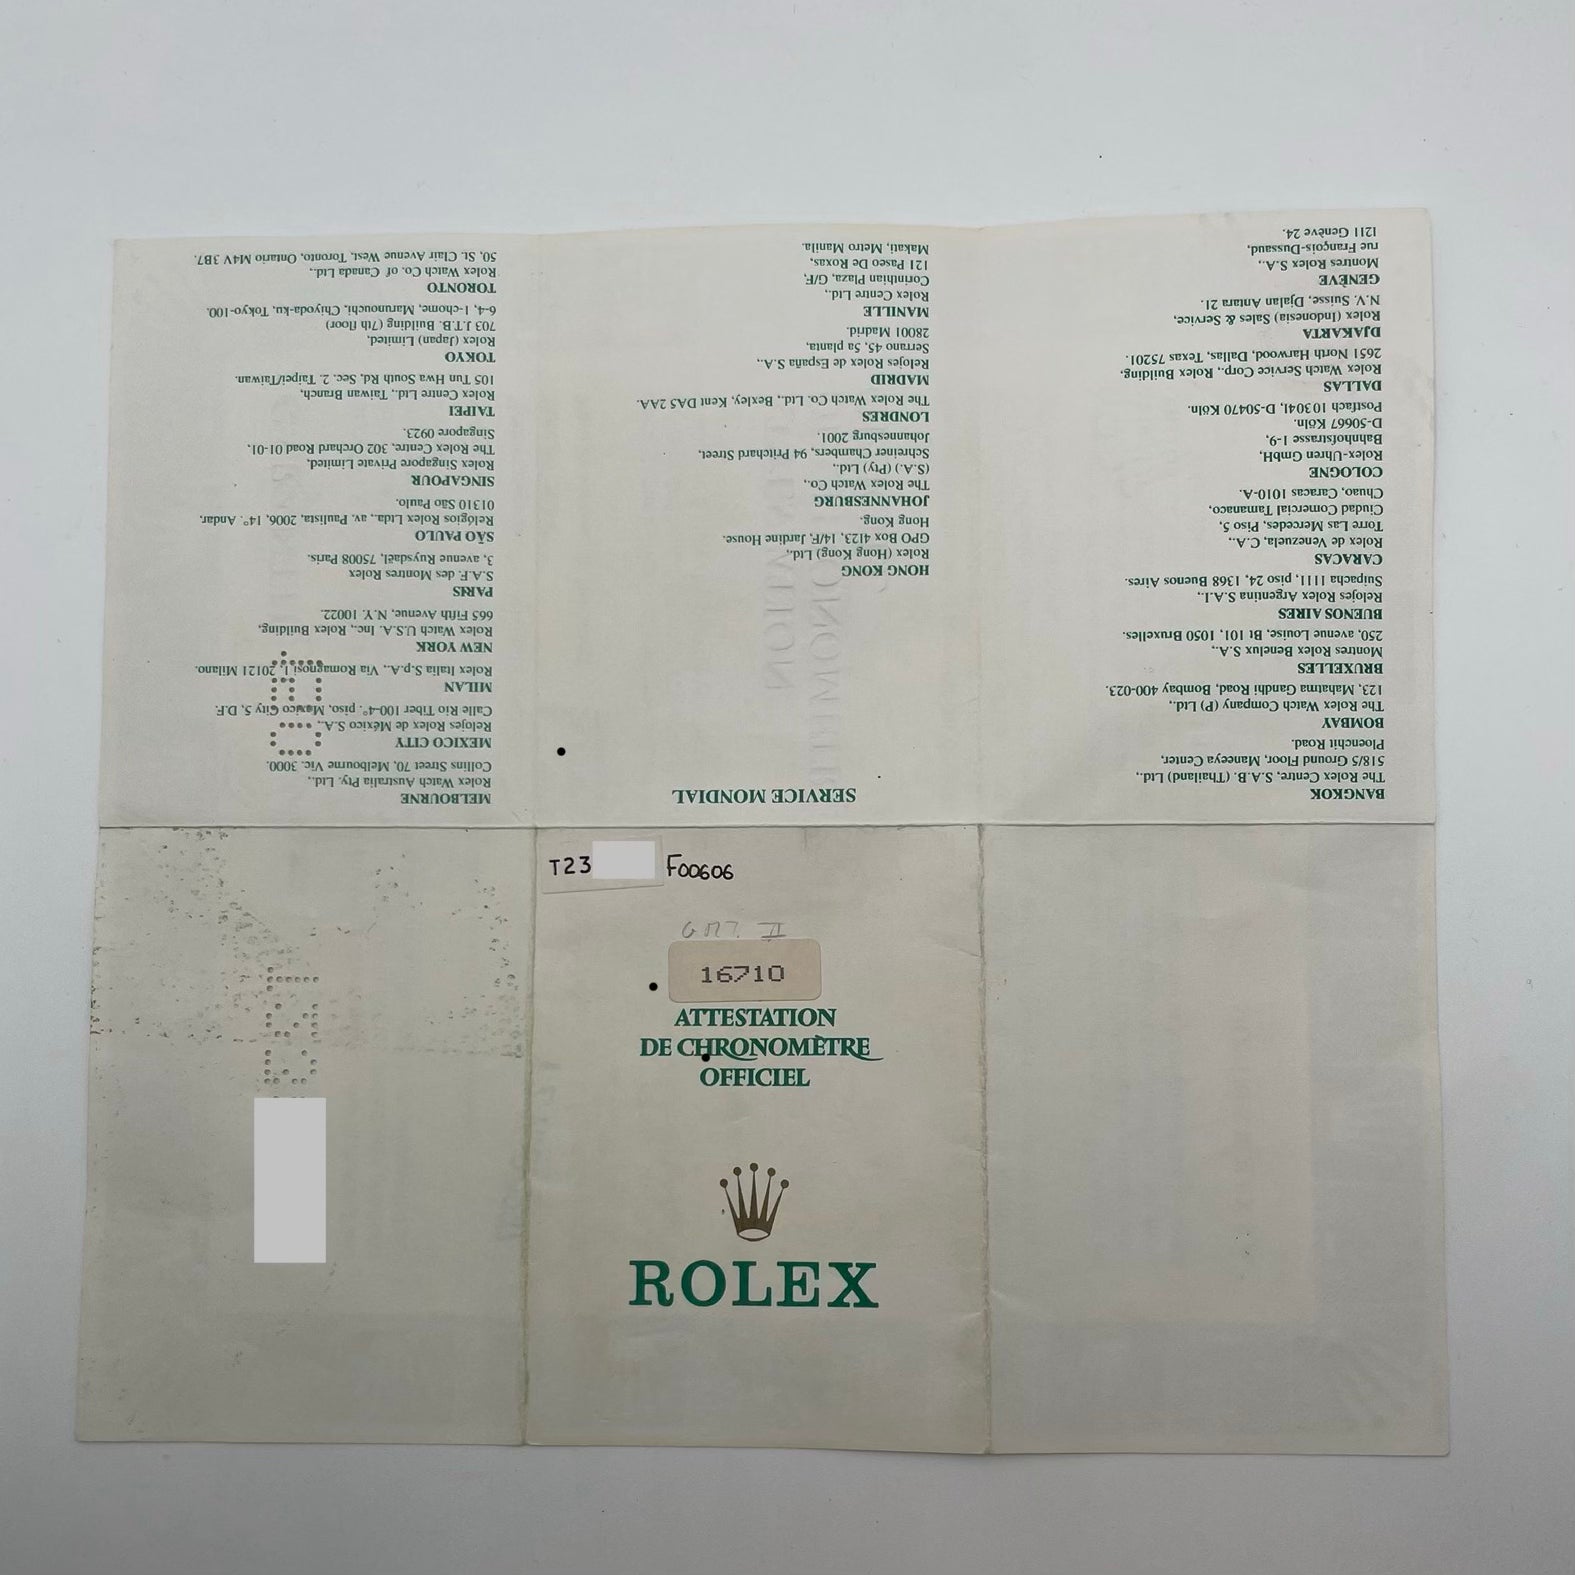 T23 F00606
GMT II
16710
ATTESTATION
DE CHRONOMÈTRE
OFFICIEL
ROLEX
SERVICE MONDIAL
BANGKOK
The Rolex Centre, S.A.B. (Thailand) Ltd.,
518/5 Ground Floor, Maneeya Center,
Ploenchit Road.
BOMBAY
The Rolex Watch Company (P) Ltd.,
123, Mahatma Gandhi Road, Bombay 400-023.
BRUXELLES
Montres Rolex Benelux S.A.,
250, avenue Louise, Bt 101, 1050 Bruxelles.
BUENOS AIRES
Relojes Rolex Argentina S.A.I.,
Suipacha 1111, piso 24, 1368 Buenos Aires.
CARACAS
Rolex de Venezuela, C.A.,
Torre Las Mercedes, Piso 5,
Ciudad Comercial Tamanaco,
Chuao, Caracas 1010-A.
COLOGNE
Rolex-Uhren GmbH,
Bahnhofstrasse 1-9,
D-50667 Köln.
Postfach 103041, D-50470 Köln.
DALLAS
Rolex Watch Service Corp., Rolex Building,
2651 North Harwood, Dallas, Texas 75201.
DJAKARTA
Rolex (Indonesia) Sales & Service,
N.V. Suisse, Djalan Antara 21.
GENÈVE
Montres Rolex S.A.,
rue François-Dussaud,
1211 Genève 24.
HONG KONG
Rolex (Hong Kong) Ltd.,
GPO Box 4123, 14/F, Jardine House.
Hong Kong.
JOHANNESBURG
The Rolex Watch Co.,
(S.A.) (Pty) Ltd.,
Schreiner Chambers, 94 Pritchard Street,
Johannesburg 2001.
LONDRES
The Rolex Watch Co. Ltd., Bexley, Kent DA5 2AA.
MADRID
Relojes Rolex de España S.A.,
Serrano 45, 5a planta,
28001 Madrid.
MANILLE
Rolex Centre Ltd.,
Corinthian Plaza, G/F,
121 Paseo De Roxas,
Makati, Metro Manila.
MELBOURNE
Rolex Watch Australia Pty. Ltd.,
Collins Street 70, Melbourne Vic. 3000.
MEXICO CITY
Relojes Rolex de México S.A.,
Calle Rio Tiber 100-4°. piso, Mexico City 5, D.F.
MILAN
Rolex Italia S.p.A., Via Romagnosi 1, 20121 Milano.
NEW YORK
Rolex Watch U.S.A. Inc., Rolex Building,
665 Fifth Avenue, N.Y. 10022.
PARIS
S.A.F. des Montres Rolex
3, avenue Ruysdaël, 75008 Paris.
SÃO PAULO
Relógios Rolex Ltda., av. Paulista, 2006, 14°. Andar,
01310 São Paulo.
SINGAPOUR
Rolex Singapore Private Limited,
The Rolex Centre, 302 Orchard Road 01-01,
Singapore 0923.
TAIPEI
Rolex Centre Ltd., Taiwan Branch,
105 Tun Hwa South Rd, Sec. 2, Taipei/Taiwan.
TOKYO
Rolex (Japan) Limited,
703 J.T.B. Building (7th floor)
6-4, 1-chome, Marunouchi, Chiyoda-ku, Tokyo-100.
TORONTO
Rolex Watch Co. of Canada Ltd.,
50, St. Clair Avenue West, Toronto, Ontario M4V 3B7.